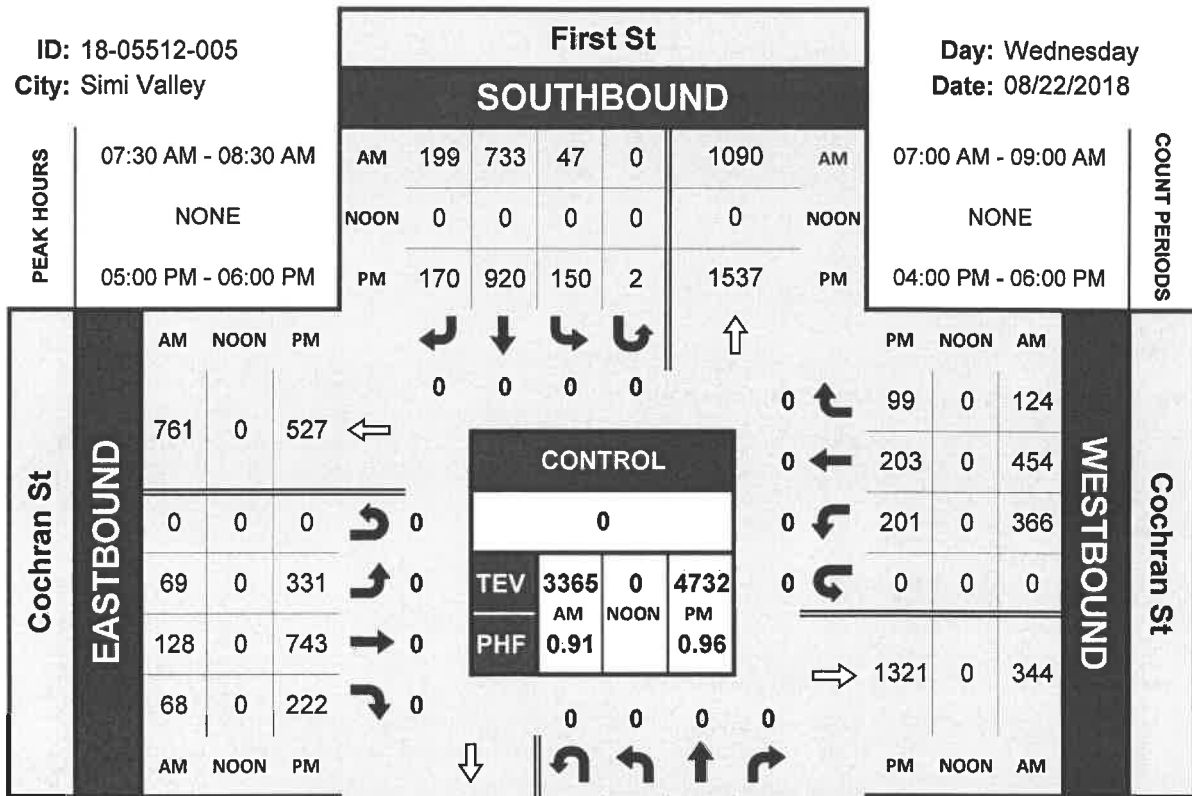 ID: 18-05512-005
City: Simi Valley
First St
SOUTHBOUND
Day: Wednesday
Date: 08/22/2018
PEAK HOURS
07:30 AM - 08:30 AM
NONE
05:00 PM - 06:00 PM
AM 199 733 47 0 1090 AM
NOON 0 0 0 0 0 NOON
PM 170 920 150 2 1537 PM
0 0 0 0
07:00 AM - 09:00 AM
NONE
04:00 PM - 06:00 PM
COUNT PERIODS
Cochran St
EASTBOUND
AM NOON PM
761 0 527
0 0 0 0
69 0 331 0
128 0 743 0
68 0 222 0
AM NOON PM
CONTROL
0
TEV 3365 0 4732
AM NOON PM
PHF 0.91 0.96
0 0 0 0
PM NOON AM
0 99 0 124
0 203 0 454
0 201 0 366
0 0 0 0
1321 0 344
PM NOON AM
WESTBOUND
Cochran St